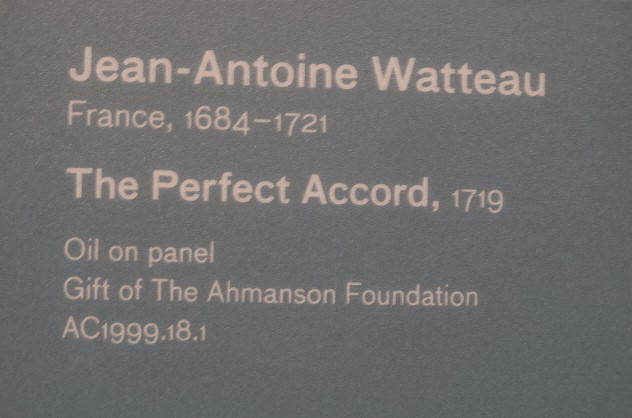 Jean-Antoine Watteau
France, 1684–1721
The Perfect Accord, 1719
Oil on panel
Gift of The Ahmanson Foundation
AC1999.18.1